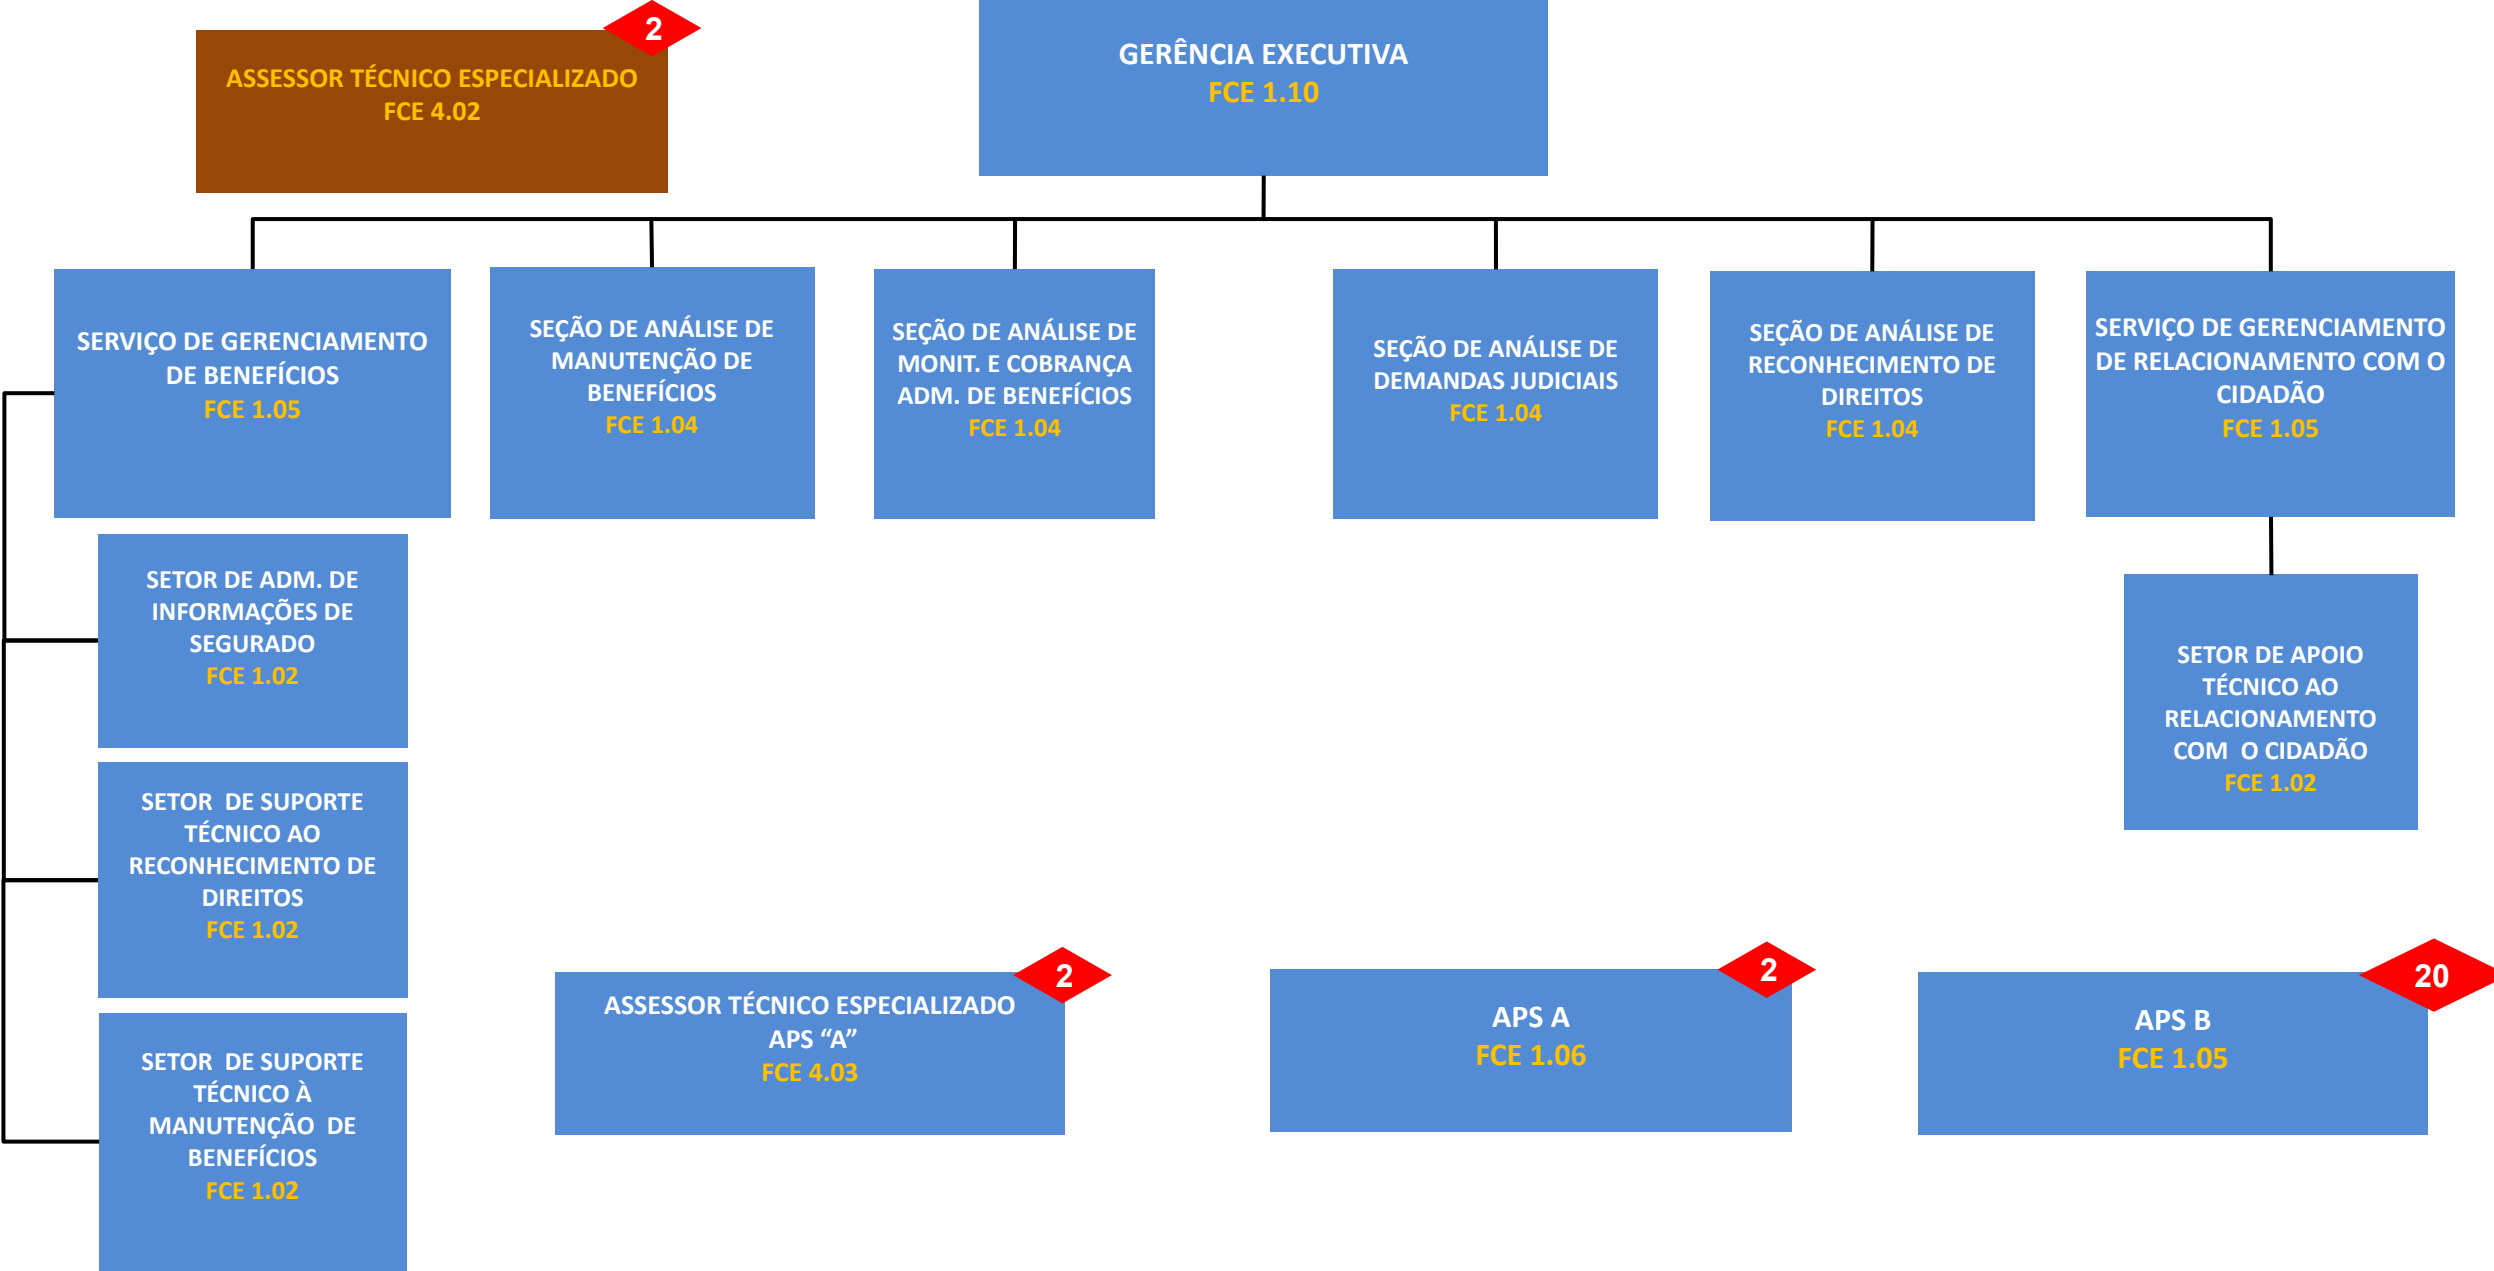 2
ASSESSOR TÉCNICO ESPECIALIZADO
FCE 4.02
GERÊNCIA EXECUTIVA
FCE 1.10
SERVIÇO DE GERENCIAMENTO
DE BENEFÍCIOS
FCE 1.05
SEÇÃO DE ANÁLISE DE
MANUTENÇÃO DE
BENEFÍCIOS
FCE 1.04
SEÇÃO DE ANÁLISE DE
MONIT. E COBRANÇA
ADM. DE BENEFÍCIOS
FCE 1.04
SEÇÃO DE ANÁLISE DE
DEMANDAS JUDICIAIS
FCE 1.04
SEÇÃO DE ANÁLISE DE
RECONHECIMENTO DE
DIREITOS
FCE 1.04
SERVIÇO DE GERENCIAMENTO
DE RELACIONAMENTO COM O
CIDADÃO
FCE 1.05
SETOR DE ADM. DE
INFORMAÇÕES DE
SEGURADO
FCE 1.02
SETOR DE APOIO
TÉCNICO AO
RELACIONAMENTO
COM O CIDADÃO
FCE 1.02
SETOR DE SUPORTE
TÉCNICO AO
RECONHECIMENTO DE
DIREITOS
FCE 1.02
SETOR DE SUPORTE
TÉCNICO À
MANUTENÇÃO DE
BENEFÍCIOS
FCE 1.02
2
ASSESSOR TÉCNICO ESPECIALIZADO
APS “A”
FCE 4.03
2
APS A
FCE 1.06
20
APS B
FCE 1.05